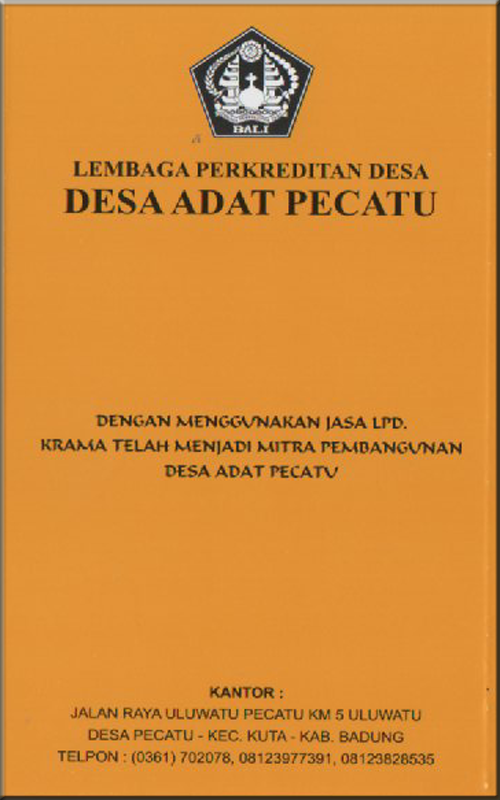 BALI
LEMBAGA PERKREDITAN DESA
DESA ADAT PECATU
DENGAN MENGGUNAKAN JASA LPD.
KRAMA TELAH MENJADI MITRA PEMBANGUNAN
DESA ADAT PECATU
KANTOR :
JALAN RAYA ULUWATU PECATU KM 5 ULUWATU
DESA PECATU - KEC. KUTA - KAB. BADUNG
TELPON : (0361) 702078, 08123977391, 08123828535